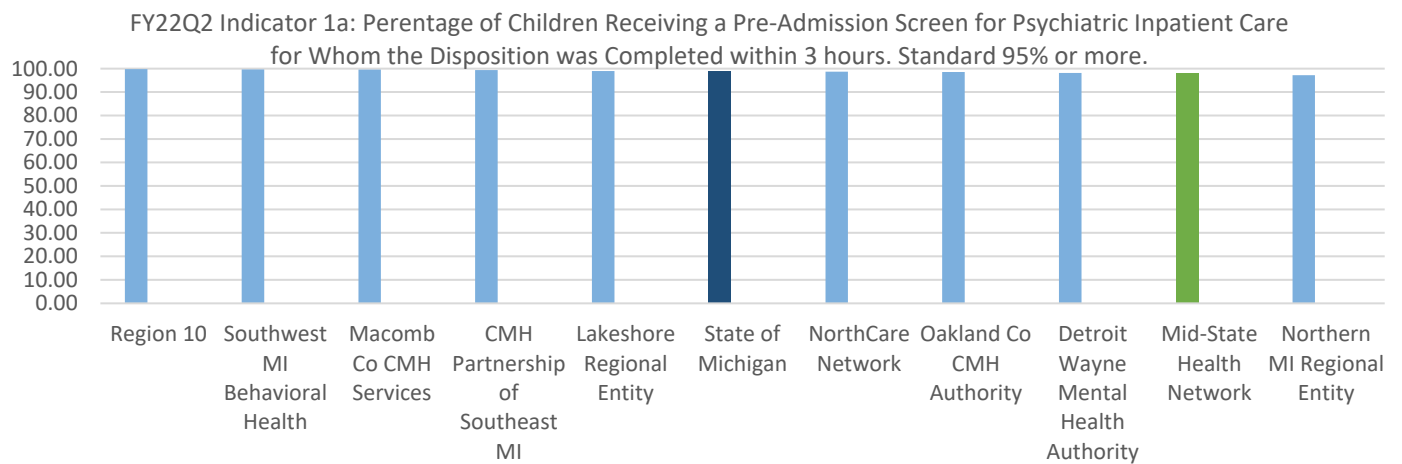 FY22Q2 Indicator 1a: Perentage of Children Receiving a Pre-Admission Screen for Psychiatric Inpatient Care
for Whom the Disposition was Completed within 3 hours. Standard 95% or more.
100.00
90.00
80.00
70.00
60.00
50.00
40.00
30.00
20.00
10.00
0.00
Region 10
Southwest
MI
Behavioral
Health
Macomb
Co CMH
Services
CMH
Partnership
of
Southeast
MI
Lakeshore
Regional
Entity
State of
Michigan
NorthCare
Network
Oakland Co
CMH
Authority
Detroit
Wayne
Mental
Health
Authority
Mid-State
Health
Network
Northern
MI Regional
Entity